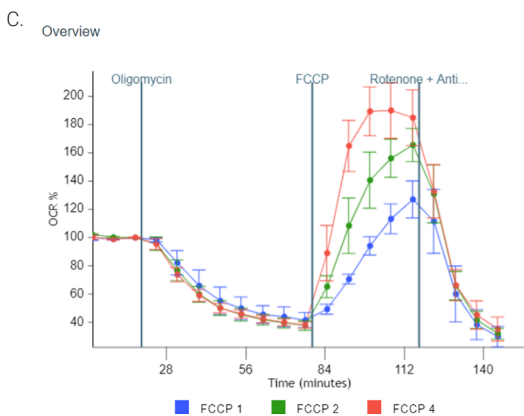 C.
Overview
Oligomycin FCCP Rotenone + Anti...
200
180
160
140
120
100
80
60
40
OCR %
28 56 84 112 140
Time (minutes)
FCCP 1 FCCP 2 FCCP 4